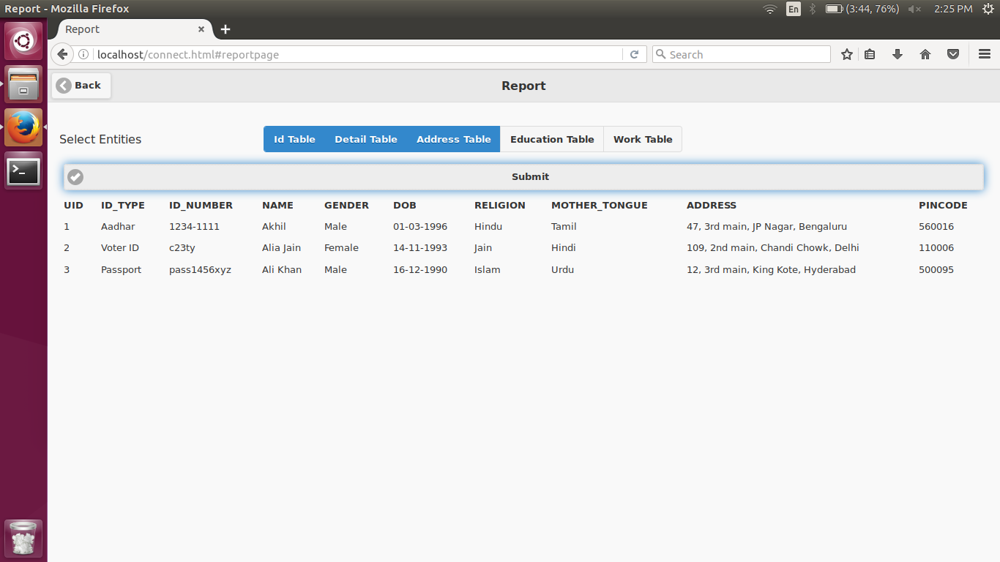 Report - Mozilla Firefox En (3:44, 76%) 2:25 PM
Report
localhost/connect.html#reportpage Search
Back Report
Select Entities Id Table Detail Table Address Table Education Table Work Table
Submit
UID ID_TYPE ID_NUMBER NAME GENDER DOB RELIGION MOTHER_TONGUE ADDRESS PINCODE
1 Aadhar 1234-1111 Akhil Male 01-03-1996 Hindu Tamil 47, 3rd main, JP Nagar, Bengaluru 560016
2 Voter ID c23ty Alia Jain Female 14-11-1993 Jain Hindi 109, 2nd main, Chandi Chowk, Delhi 110006
3 Passport pass1456xyz Ali Khan Male 16-12-1990 Islam Urdu 12, 3rd main, King Kote, Hyderabad 500095